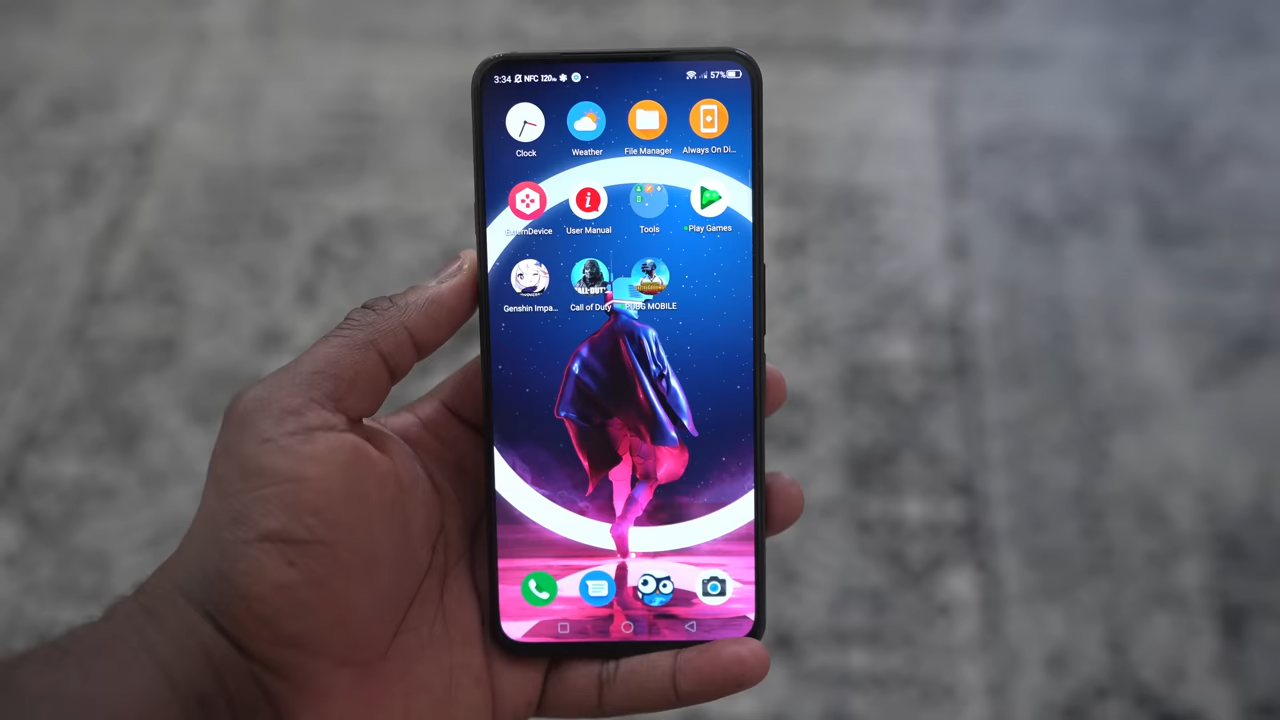 3:34 NFC 120Hz 57%
Clock Weather File Manager Always On Di...
User Manual Tools Play Games
Genshin Impa... Call of Duty PUBG MOBILE